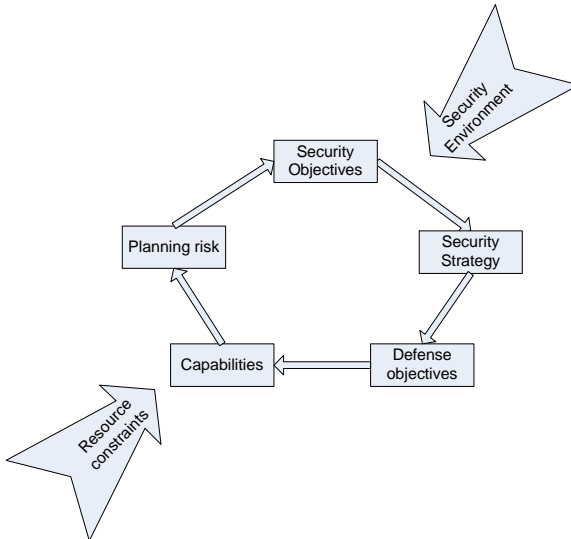 Security
Environment
Security
Objectives
Planning risk
Security
Strategy
Capabilities
Defense
objectives
Resource
constraints